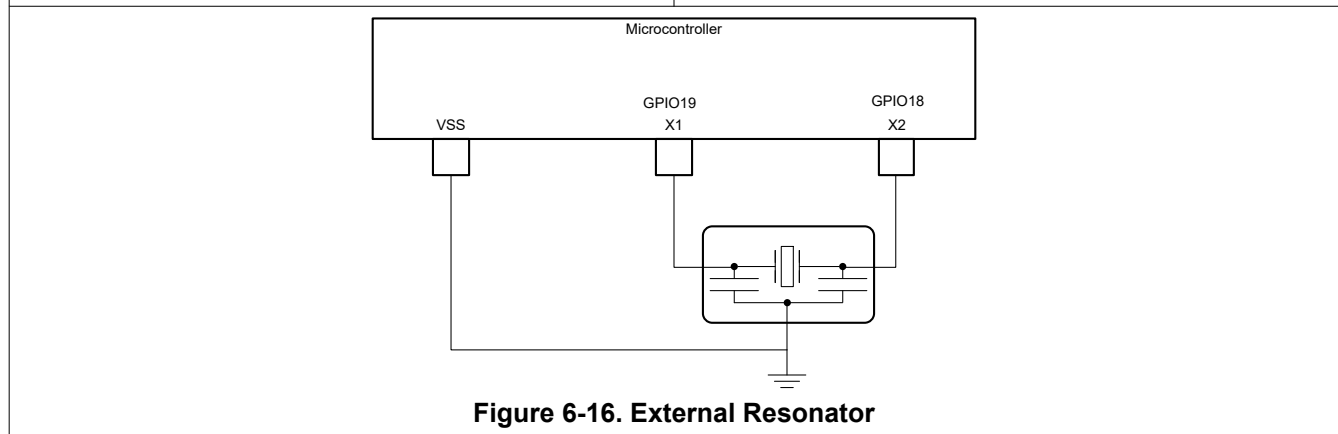 Microcontroller
GPIO19
GPIO18
VSS
X1
X2
Figure 6-16. External Resonator